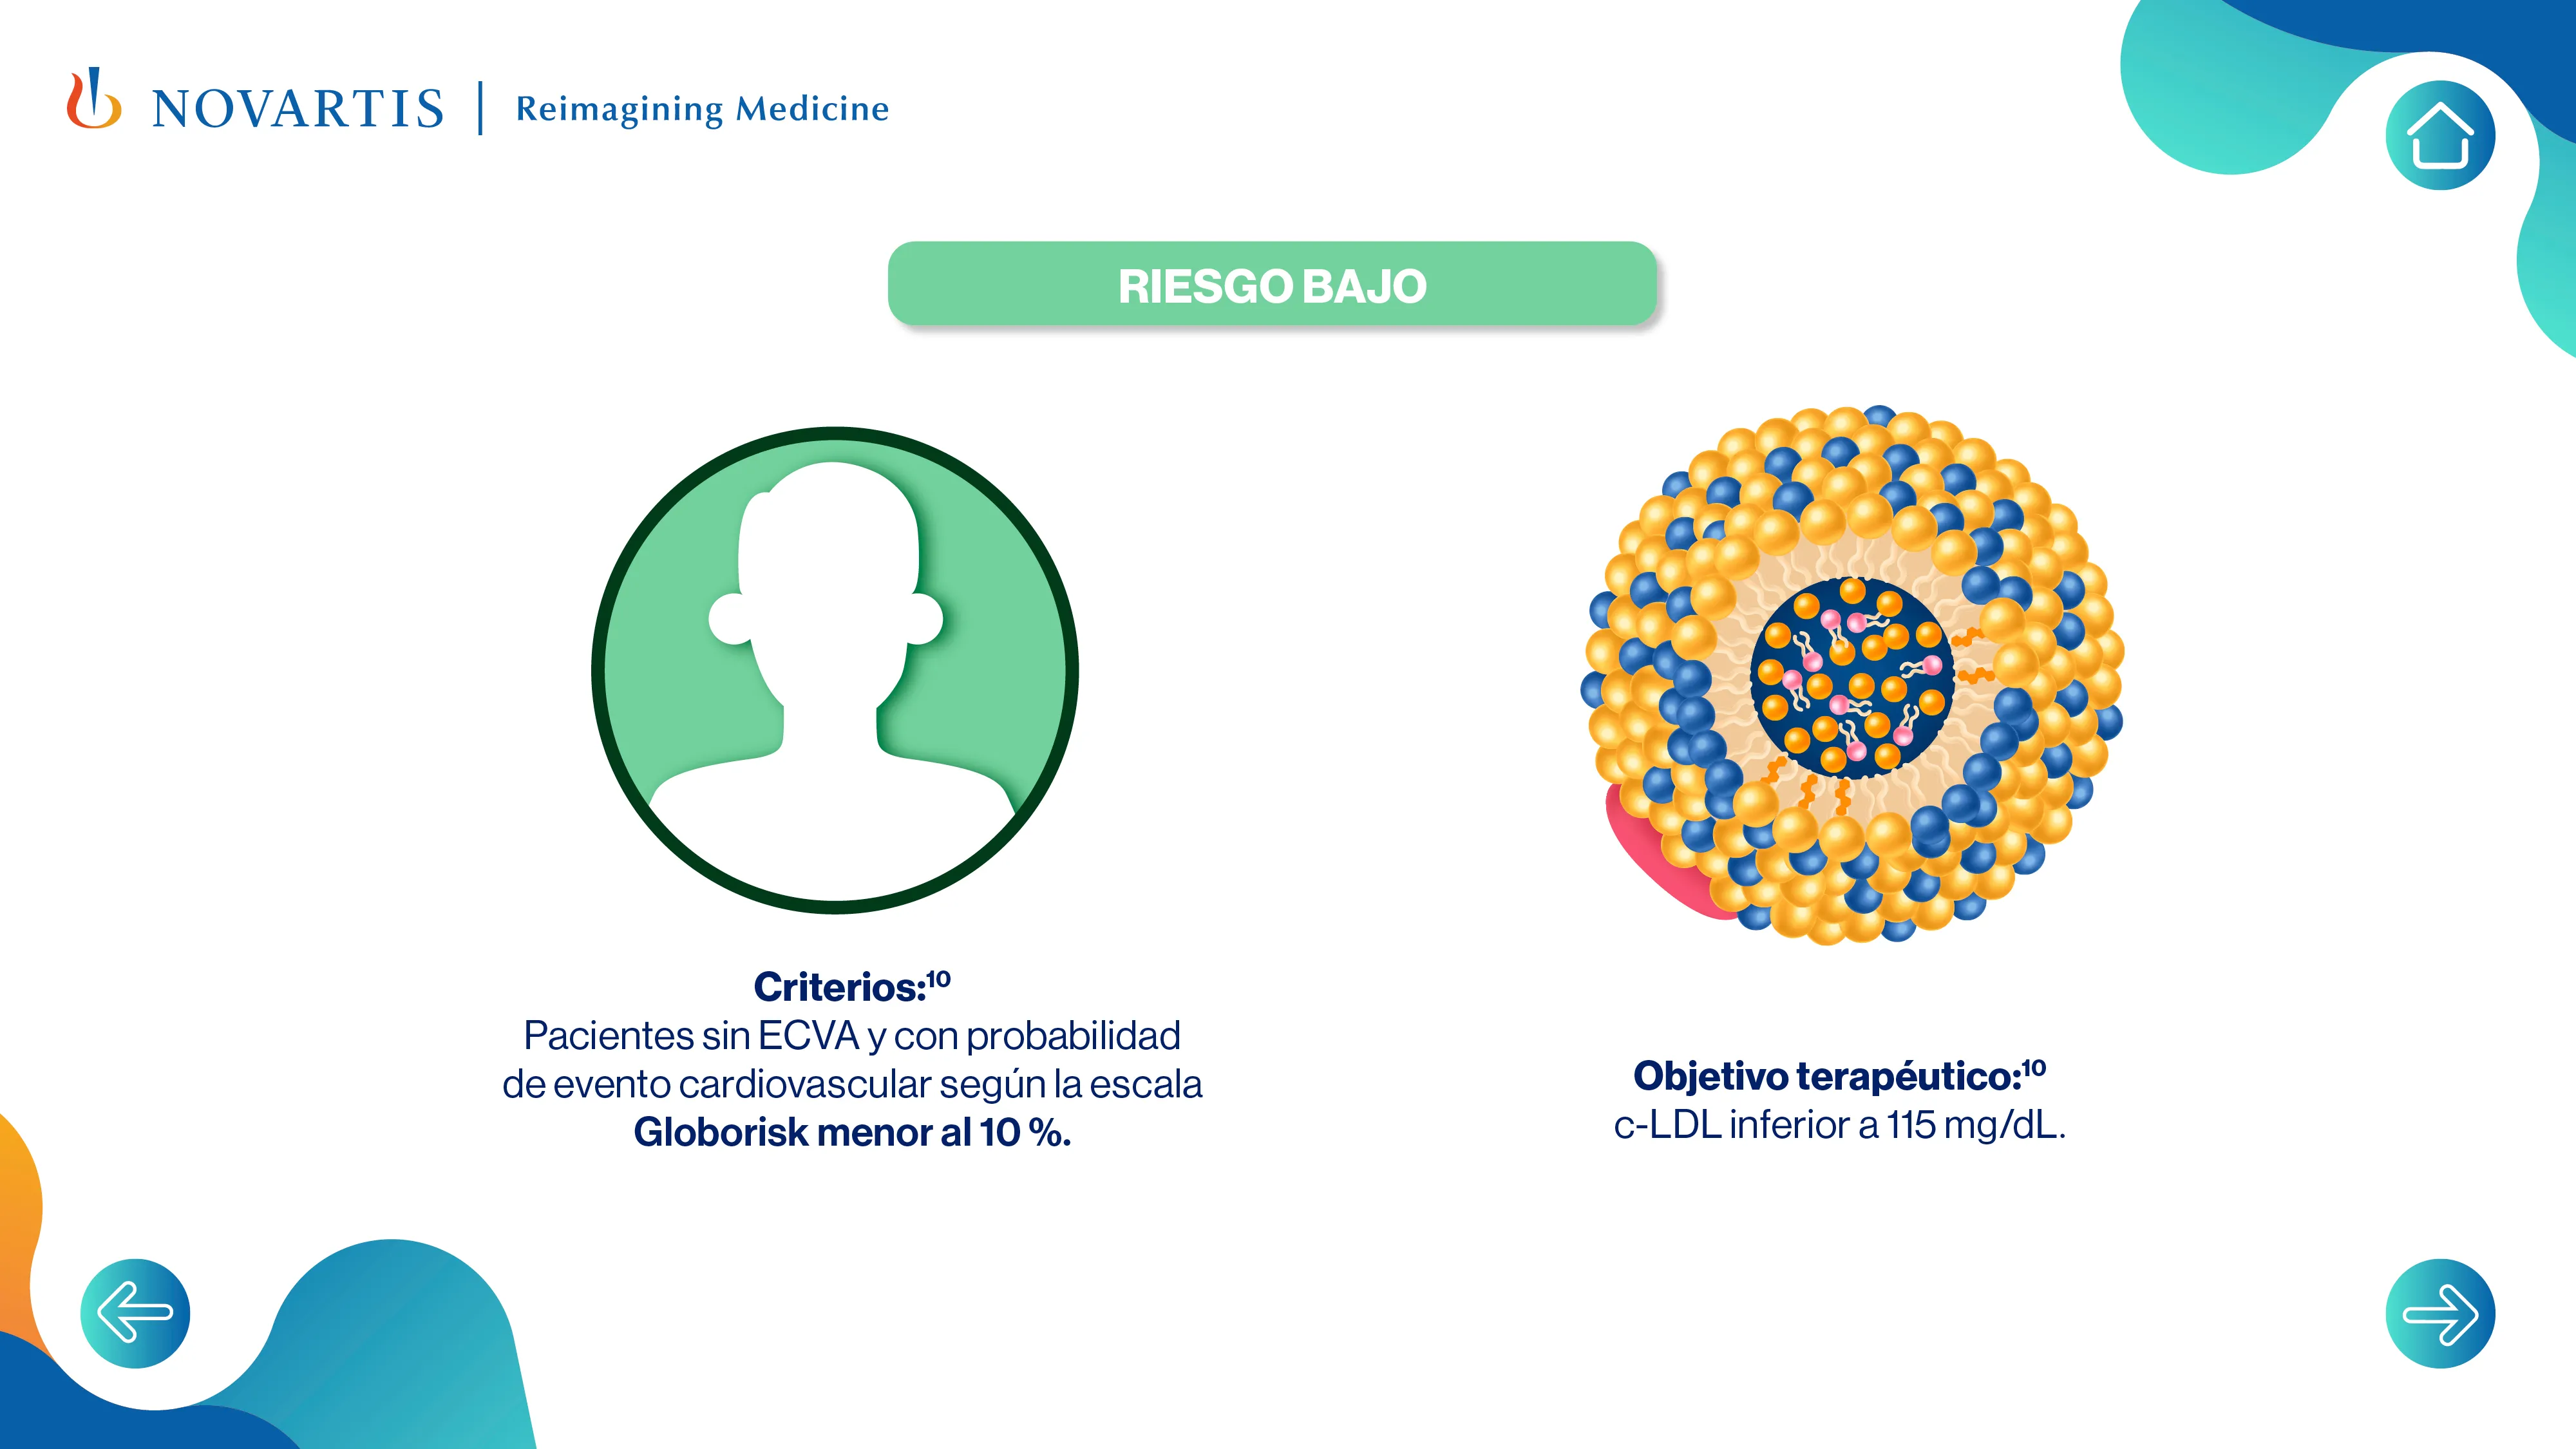 NOVARTIS | Reimagining Medicine
RIESGO BAJO
Criterios:¹⁰
Pacientes sin ECVA y con probabilidad
de evento cardiovascular según la escala
Globorisk menor al 10 %.
Objetivo terapéutico:¹⁰
c-LDL inferior a 115 mg/dL.